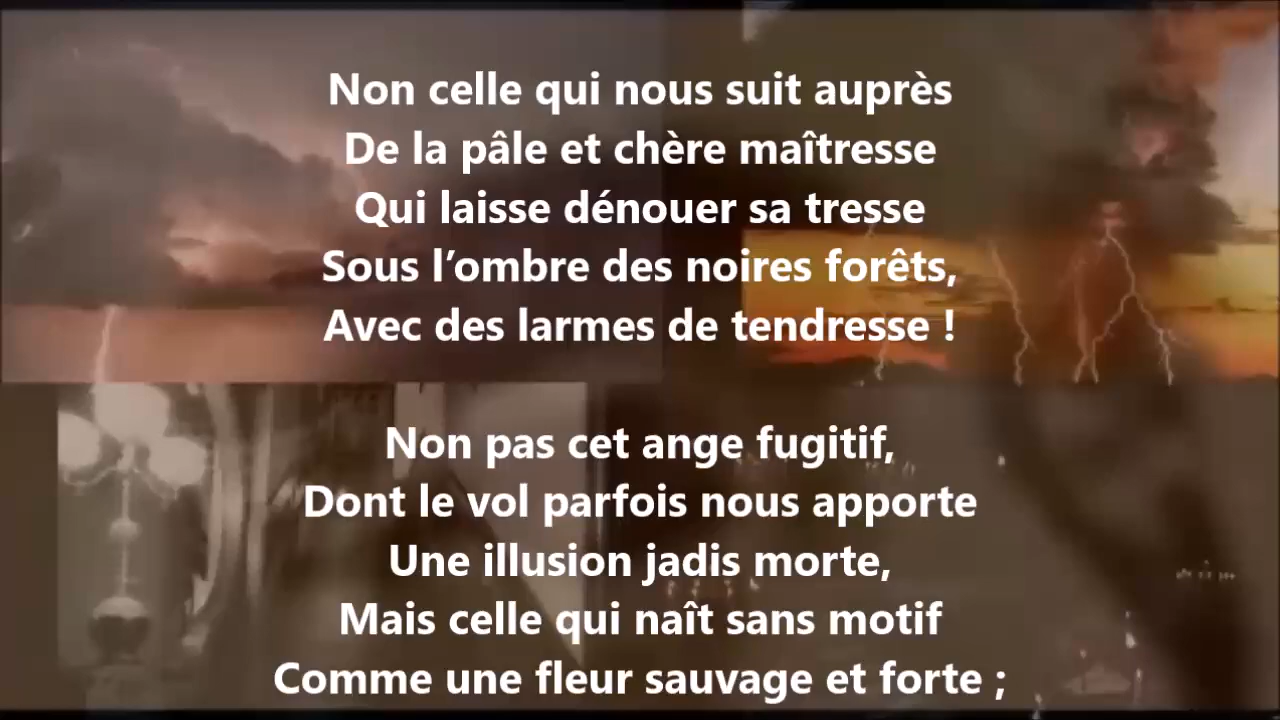 Non celle qui nous suit auprès
De la pâle et chère maîtresse
Qui laisse dénouer sa tresse
Sous l’ombre des noires forêts,
Avec des larmes de tendresse !
Non pas cet ange fugitif,
Dont le vol parfois nous apporte
Une illusion jadis morte,
Mais celle qui naît sans motif
Comme une fleur sauvage et forte ;